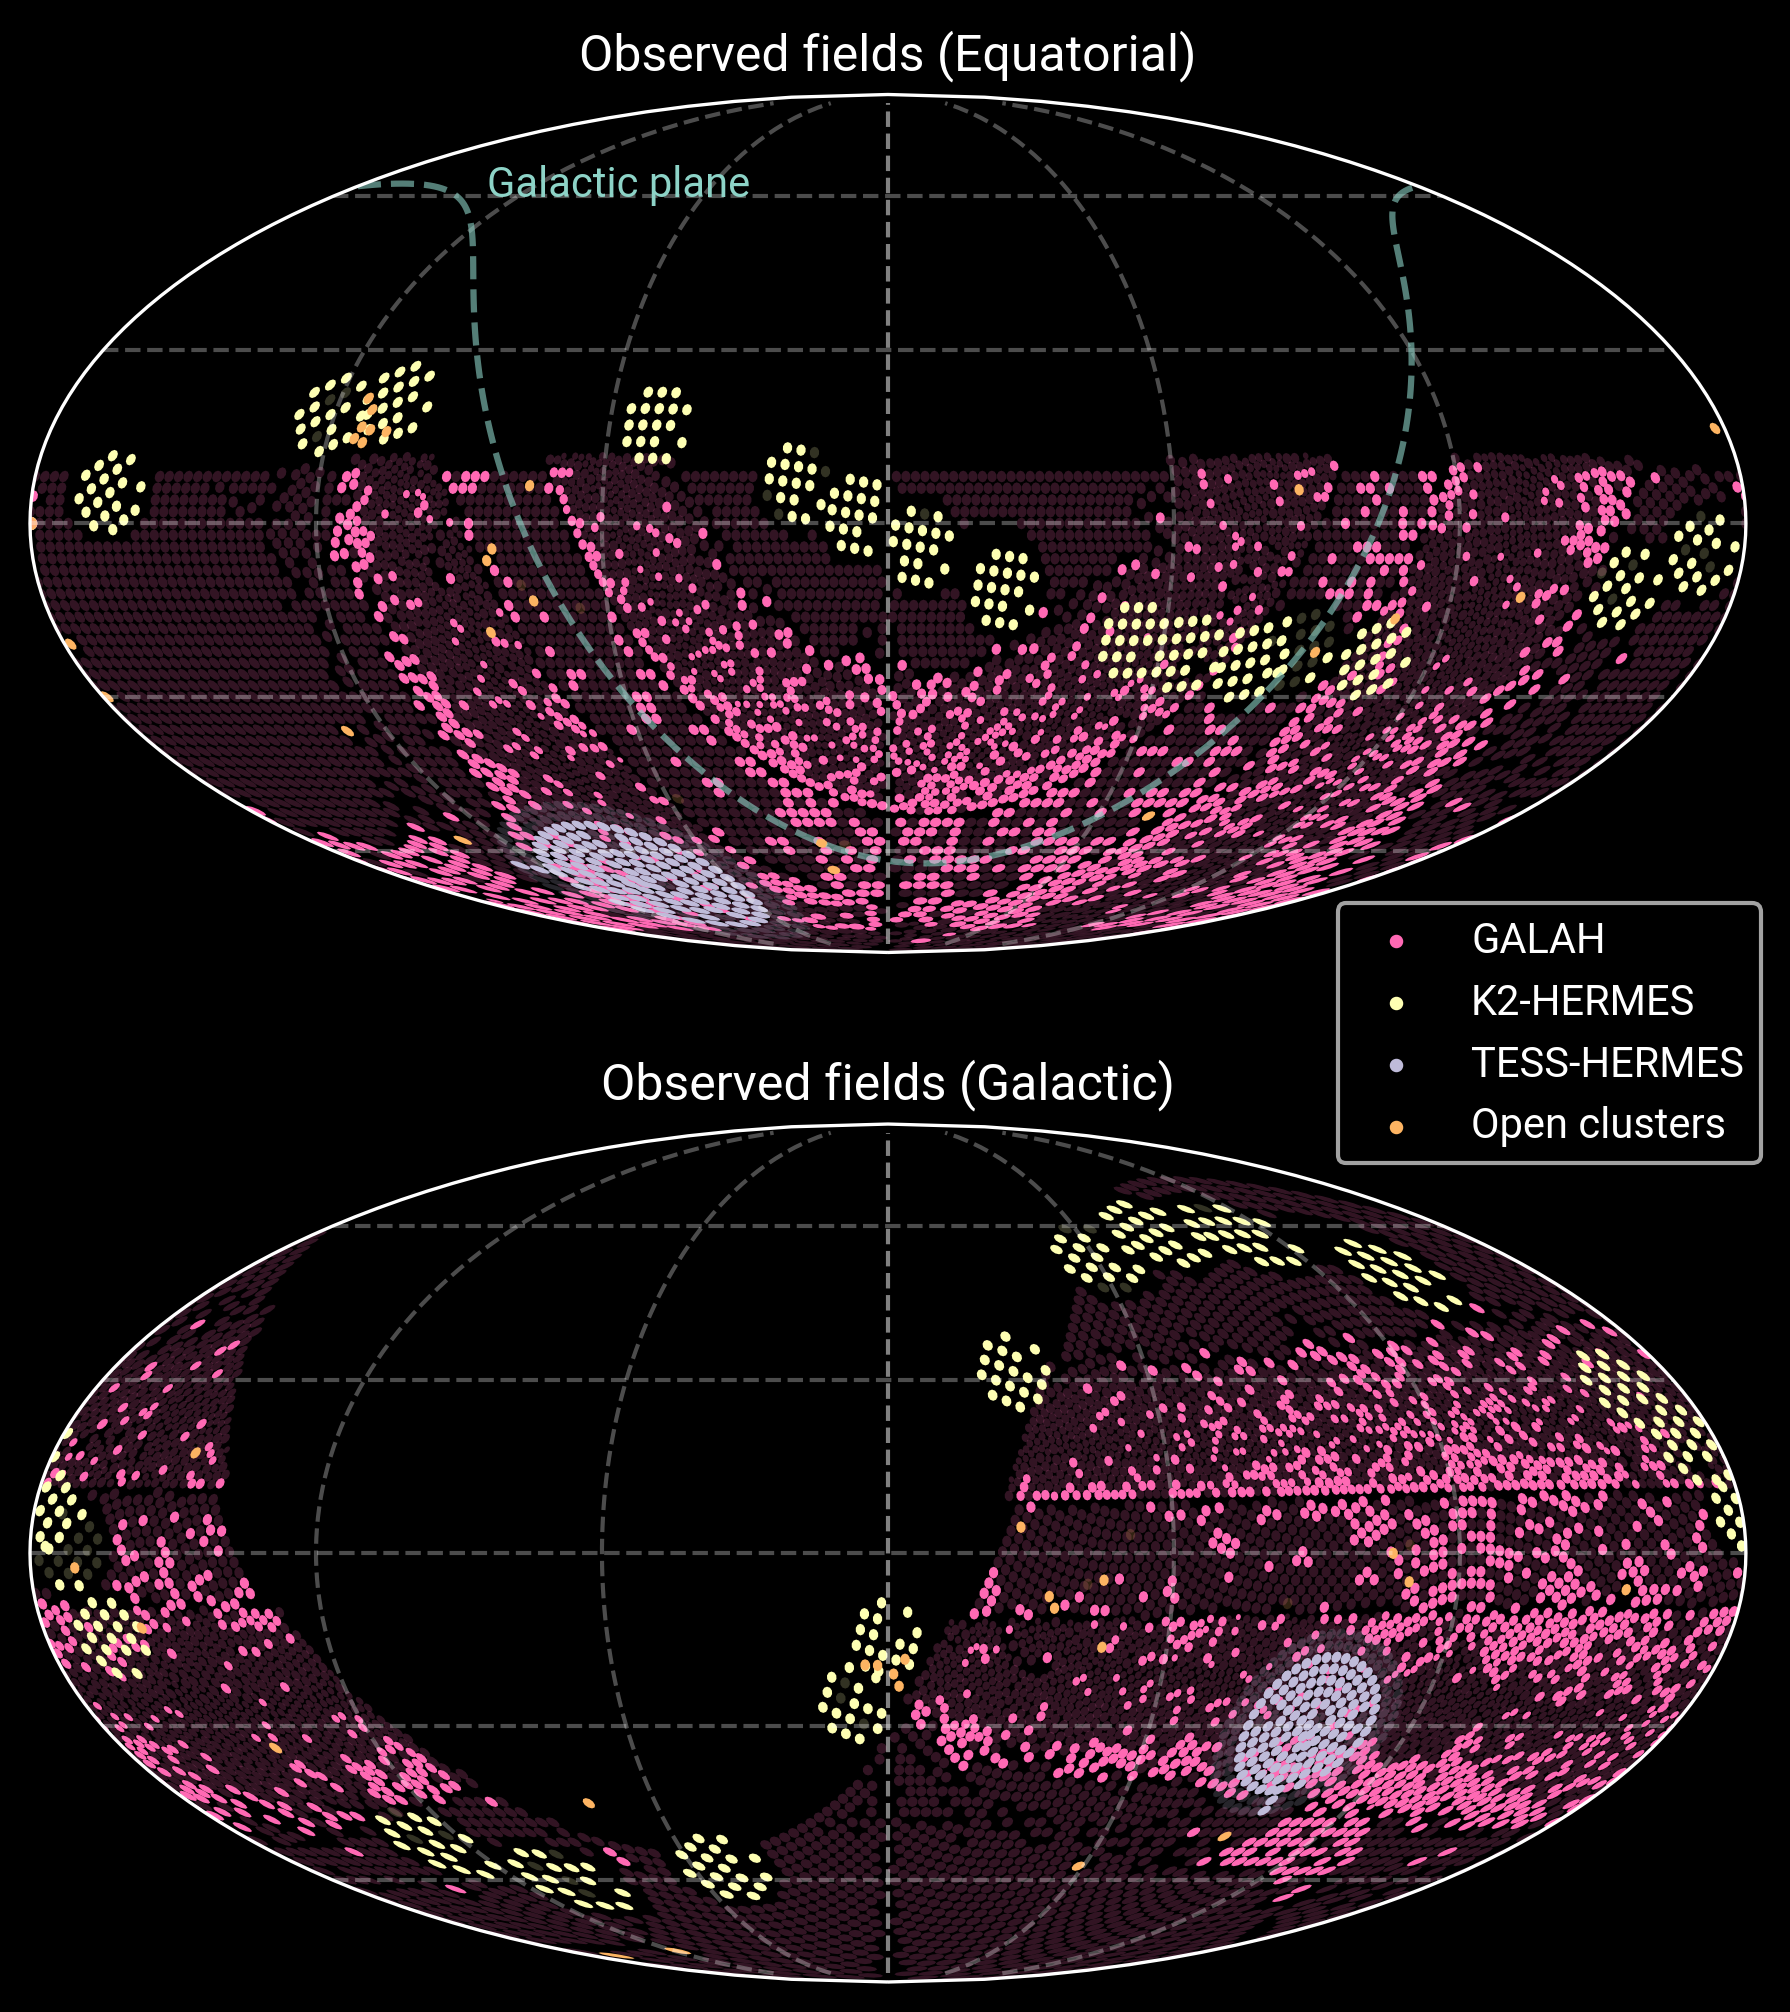 Observed fields (Equatorial)
Galactic plane
GALAH
K2-HERMES
TESS-HERMES
Open clusters
Observed fields (Galactic)